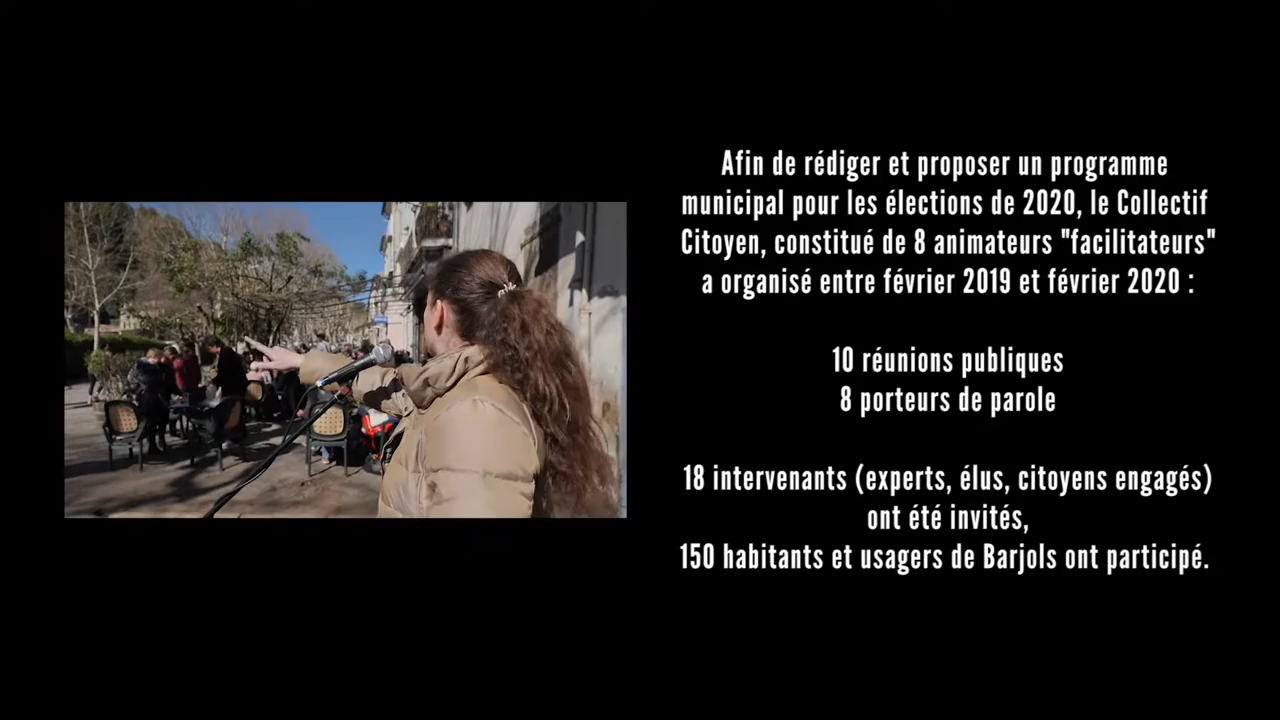 Afin de rédiger et proposer un programme
municipal pour les élections de 2020, le Collectif
Citoyen, constitué de 8 animateurs "facilitateurs"
a organisé entre février 2019 et février 2020 :
10 réunions publiques
8 porteurs de parole
18 intervenants (experts, élus, citoyens engagés)
ont été invités,
150 habitants et usagers de Barjols ont participé.